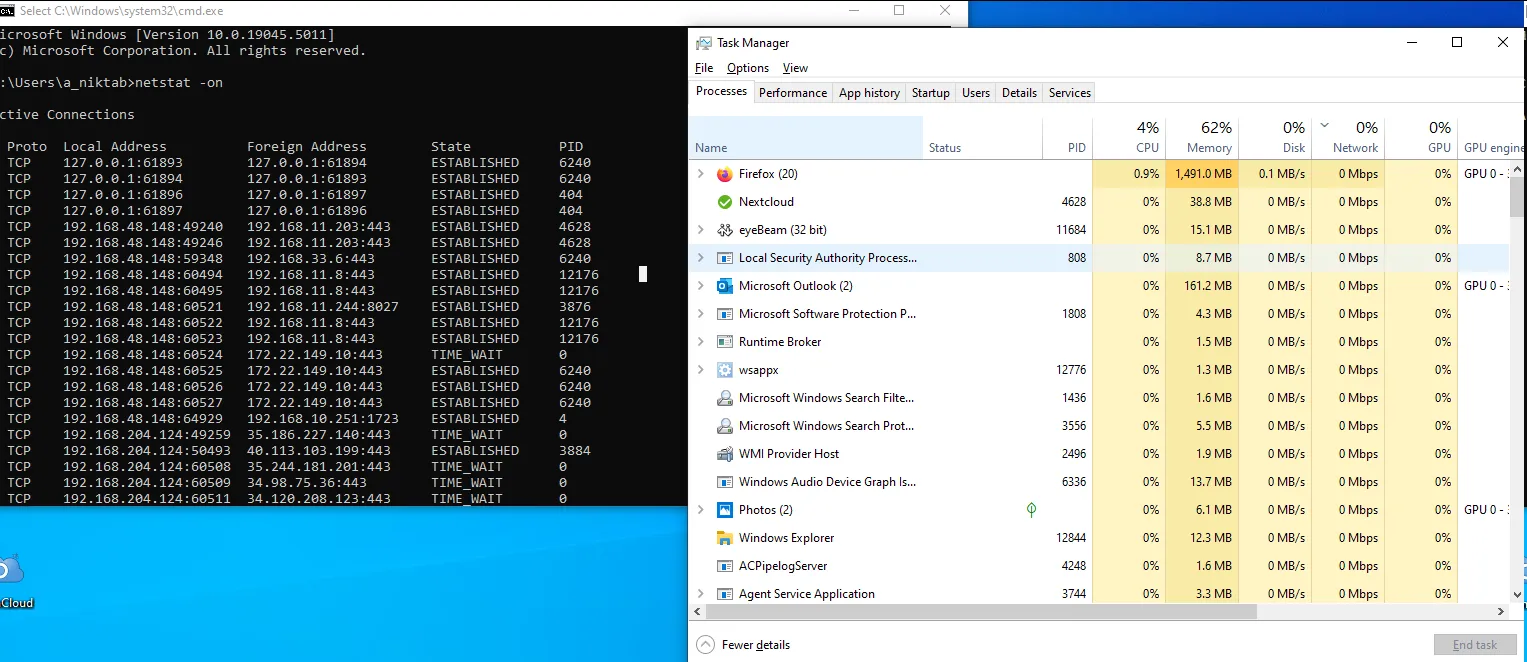 Select C:\Windows\system32\cmd.exe
icrosoft Windows [Version 10.0.19045.5011]
c) Microsoft Corporation. All rights reserved.
:\Users\a_niktab>netstat -on
ctive Connections
Proto Local Address Foreign Address State PID
TCP 127.0.0.1:61893 127.0.0.1:61894 ESTABLISHED 6240
TCP 127.0.0.1:61894 127.0.0.1:61893 ESTABLISHED 6240
TCP 127.0.0.1:61896 127.0.0.1:61897 ESTABLISHED 404
TCP 127.0.0.1:61897 127.0.0.1:61896 ESTABLISHED 404
TCP 192.168.48.148:49240 192.168.11.203:443 ESTABLISHED 4628
TCP 192.168.48.148:49246 192.168.11.203:443 ESTABLISHED 4628
TCP 192.168.48.148:59348 192.168.33.6:443 ESTABLISHED 6240
TCP 192.168.48.148:60494 192.168.11.8:443 ESTABLISHED 12176
TCP 192.168.48.148:60495 192.168.11.8:443 ESTABLISHED 12176
TCP 192.168.48.148:60521 192.168.11.244:8027 ESTABLISHED 3876
TCP 192.168.48.148:60522 192.168.11.8:443 ESTABLISHED 12176
TCP 192.168.48.148:60523 192.168.11.8:443 ESTABLISHED 12176
TCP 192.168.48.148:60524 172.22.149.10:443 TIME_WAIT 0
TCP 192.168.48.148:60525 172.22.149.10:443 ESTABLISHED 6240
TCP 192.168.48.148:60526 172.22.149.10:443 ESTABLISHED 6240
TCP 192.168.48.148:60527 172.22.149.10:443 ESTABLISHED 6240
TCP 192.168.48.148:64929 192.168.10.251:1723 ESTABLISHED 4
TCP 192.168.204.124:49259 35.186.227.140:443 TIME_WAIT 0
TCP 192.168.204.124:50493 40.113.103.199:443 ESTABLISHED 3884
TCP 192.168.204.124:60508 35.244.181.201:443 TIME_WAIT 0
TCP 192.168.204.124:60509 34.98.75.36:443 TIME_WAIT 0
TCP 192.168.204.124:60511 34.120.208.123:443 TIME_WAIT 0
Cloud
Task Manager
File Options View
Processes Performance App history Startup Users Details Services
4% 62% 0% 0% 0%
Name Status PID CPU Memory Disk Network GPU GPU engine
Firefox (20) 0.9% 1,491.0 MB 0.1 MB/s 0 Mbps 0% GPU 0 -
Nextcloud 4628 0% 38.8 MB 0 MB/s 0 Mbps 0%
eyeBeam (32 bit) 11684 0% 15.1 MB 0 MB/s 0 Mbps 0%
Local Security Authority Process... 808 0% 8.7 MB 0 MB/s 0 Mbps 0%
Microsoft Outlook (2) 0% 161.2 MB 0 MB/s 0 Mbps 0% GPU 0 -
Microsoft Software Protection P... 1808 0% 4.3 MB 0 MB/s 0 Mbps 0%
Runtime Broker 0% 1.5 MB 0 MB/s 0 Mbps 0%
wsappx 12776 0% 1.3 MB 0 MB/s 0 Mbps 0%
Microsoft Windows Search Filte... 1436 0% 1.6 MB 0 MB/s 0 Mbps 0%
Microsoft Windows Search Prot... 3556 0% 5.5 MB 0 MB/s 0 Mbps 0%
WMI Provider Host 2496 0% 1.9 MB 0 MB/s 0 Mbps 0%
Windows Audio Device Graph Is... 6336 0% 13.7 MB 0 MB/s 0 Mbps 0%
Photos (2) 0% 6.1 MB 0 MB/s 0 Mbps 0% GPU 0 -
Windows Explorer 12844 0% 12.3 MB 0 MB/s 0 Mbps 0%
ACPipelogServer 4248 0% 1.6 MB 0 MB/s 0 Mbps 0%
Agent Service Application 3744 0% 3.3 MB 0 MB/s 0 Mbps 0%
Fewer details
End task